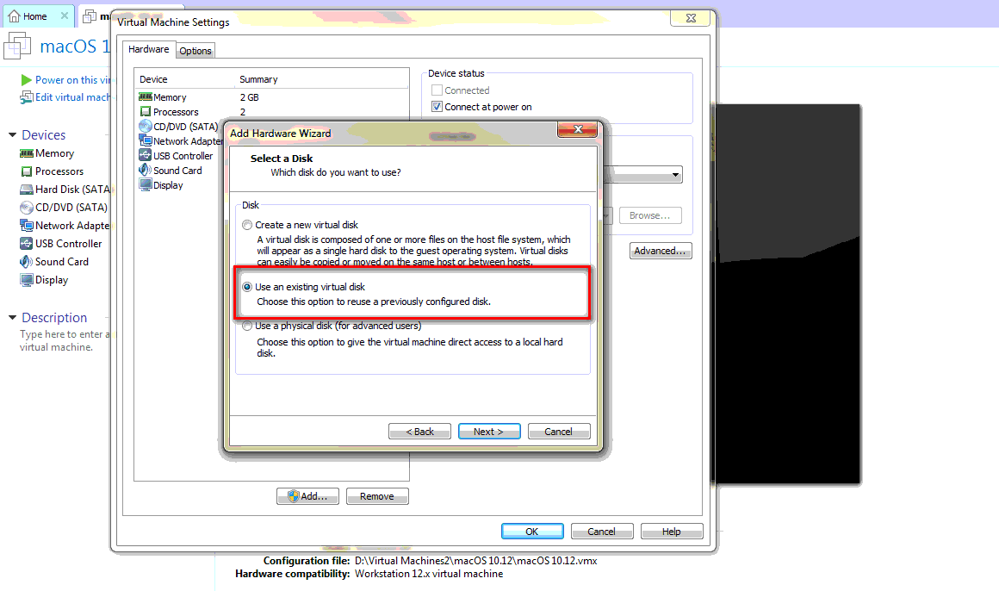 Home
Virtual Machine Settings
macOS 1
Power on this vir
Edit virtual mach
Devices
Memory
Processors
Hard Disk (SATA
CD/DVD (SATA)
Network Adapte
USB Controller
Sound Card
Display
Description
Type here to enter a
virtual machine.
Hardware
Options
Device Summary
Memory 2 GB
Processors 2
CD/DVD (SATA)
Network Adapter
USB Controller
Sound Card
Display
Device status
Connected
Connect at power on
Browse...
Advanced...
Add Hardware Wizard
Select a Disk
Which disk do you want to use?
Disk
Create a new virtual disk
A virtual disk is composed of one or more files on the host file system, which
will appear as a single hard disk to the guest operating system. Virtual disks
can easily be copied or moved on the same host or between hosts.
Use an existing virtual disk
Choose this option to reuse a previously configured disk.
Use a physical disk (for advanced users)
Choose this option to give the virtual machine direct access to a local hard
disk.
< Back Next > Cancel
Add... Remove
OK Cancel Help
Configuration file: D:\Virtual Machines2\macOS 10.12\macOS 10.12.vmx
Hardware compatibility: Workstation 12.x virtual machine